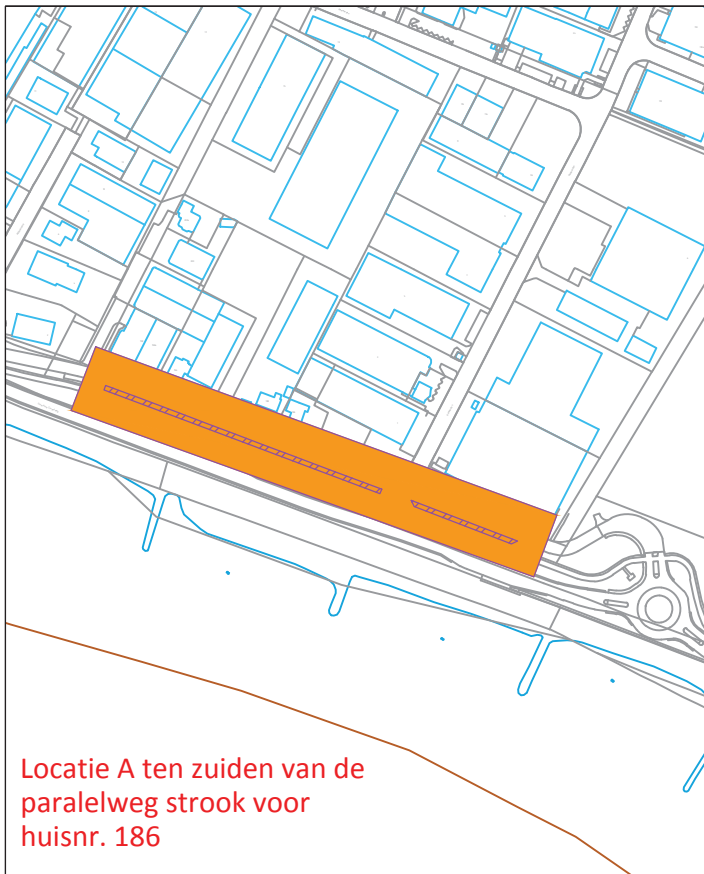 Locatie A ten zuiden van de
paralelweg strook voor
huisnr. 186